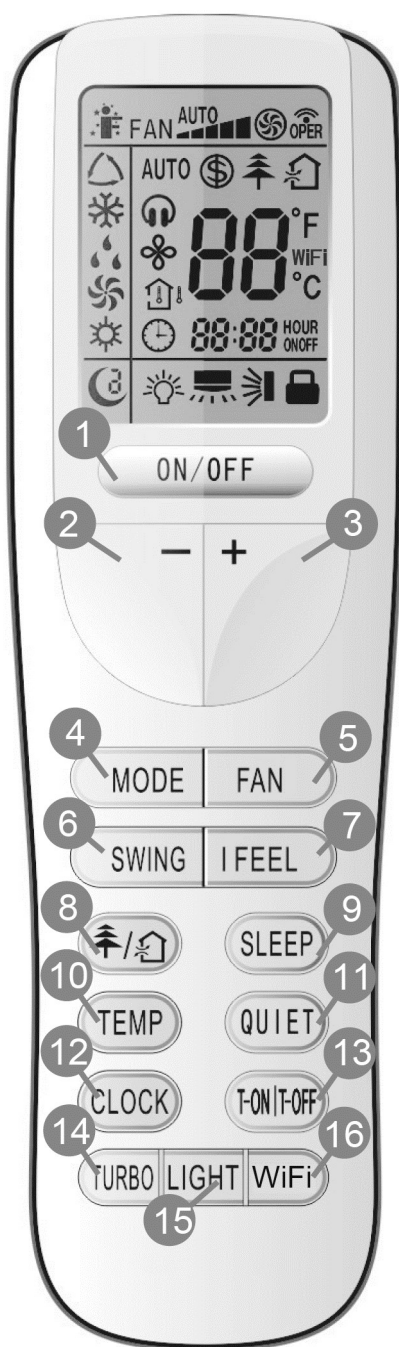 FAN AUTO OPER
AUTO
88 °F
WiFi
°C
88:88 HOUR
ONOFF
1
ON/OFF
2 3
− +
4 5
MODE FAN
6 7
SWING I FEEL
8 9
/ SLEEP
10 11
TEMP QUIET
12 13
CLOCK T-ON|T-OFF
14 16
TURBO LIGHT WiFi
15